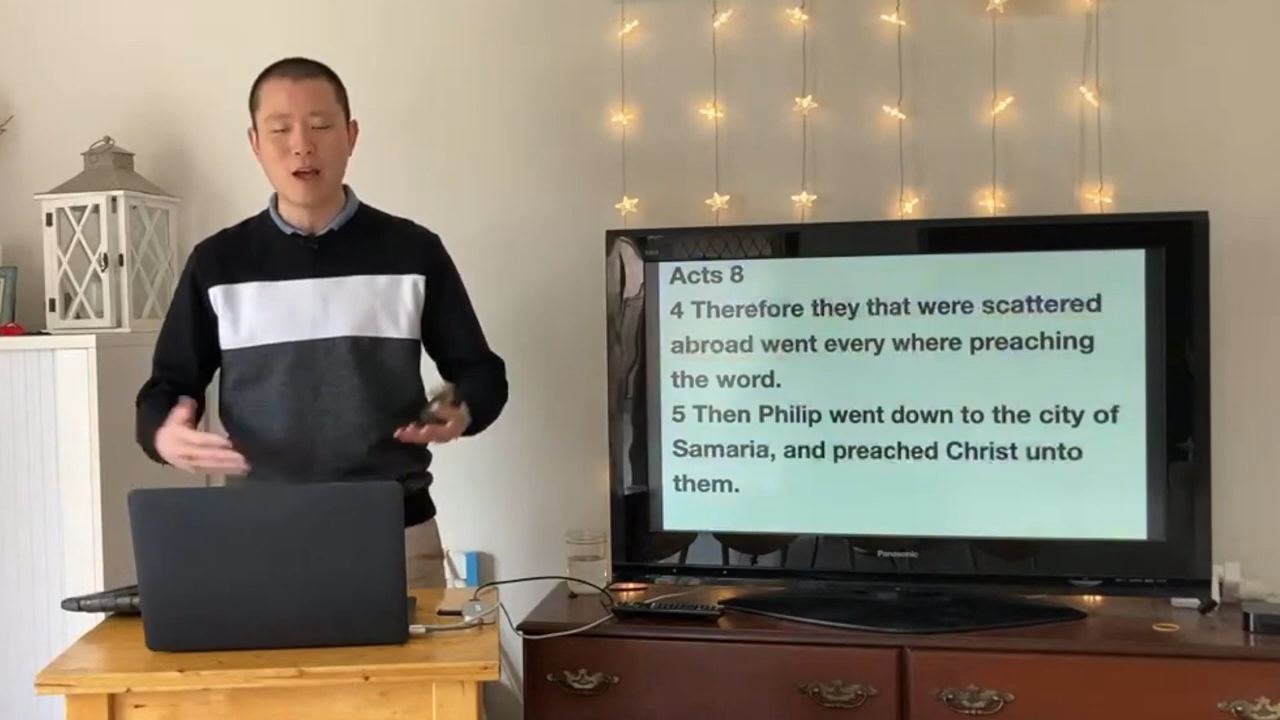 Acts 8
4 Therefore they that were scattered
abroad went every where preaching
the word.
5 Then Philip went down to the city of
Samaria, and preached Christ unto
them.
Panasonic